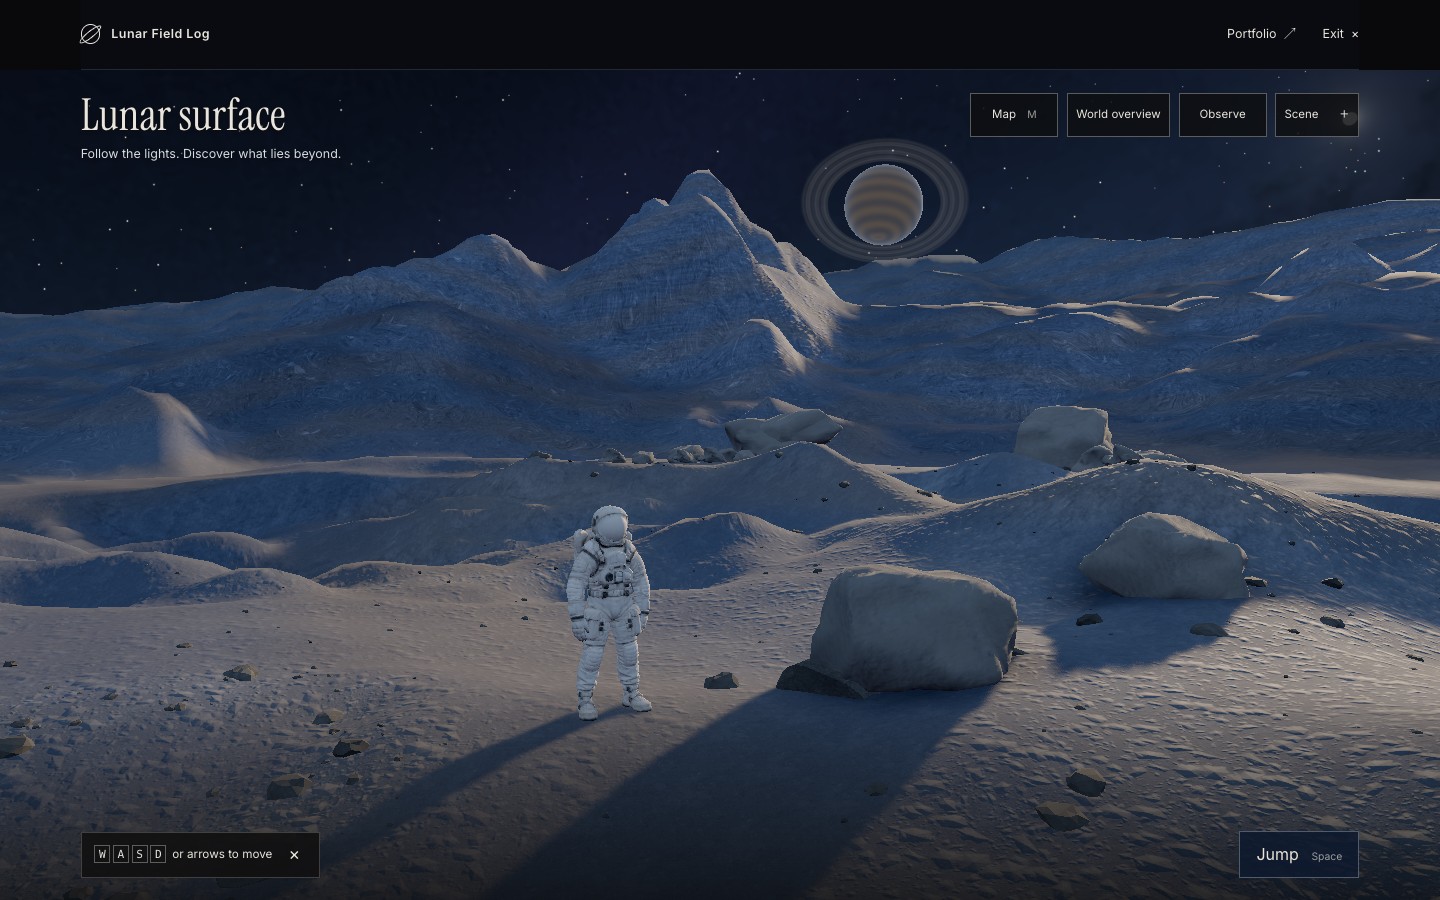 Lunar Field Log
Portfolio ↗
Exit ×
Lunar surface
Follow the lights. Discover what lies beyond.
Map M
World overview
Observe
Scene +
W A S D or arrows to move ×
Jump Space